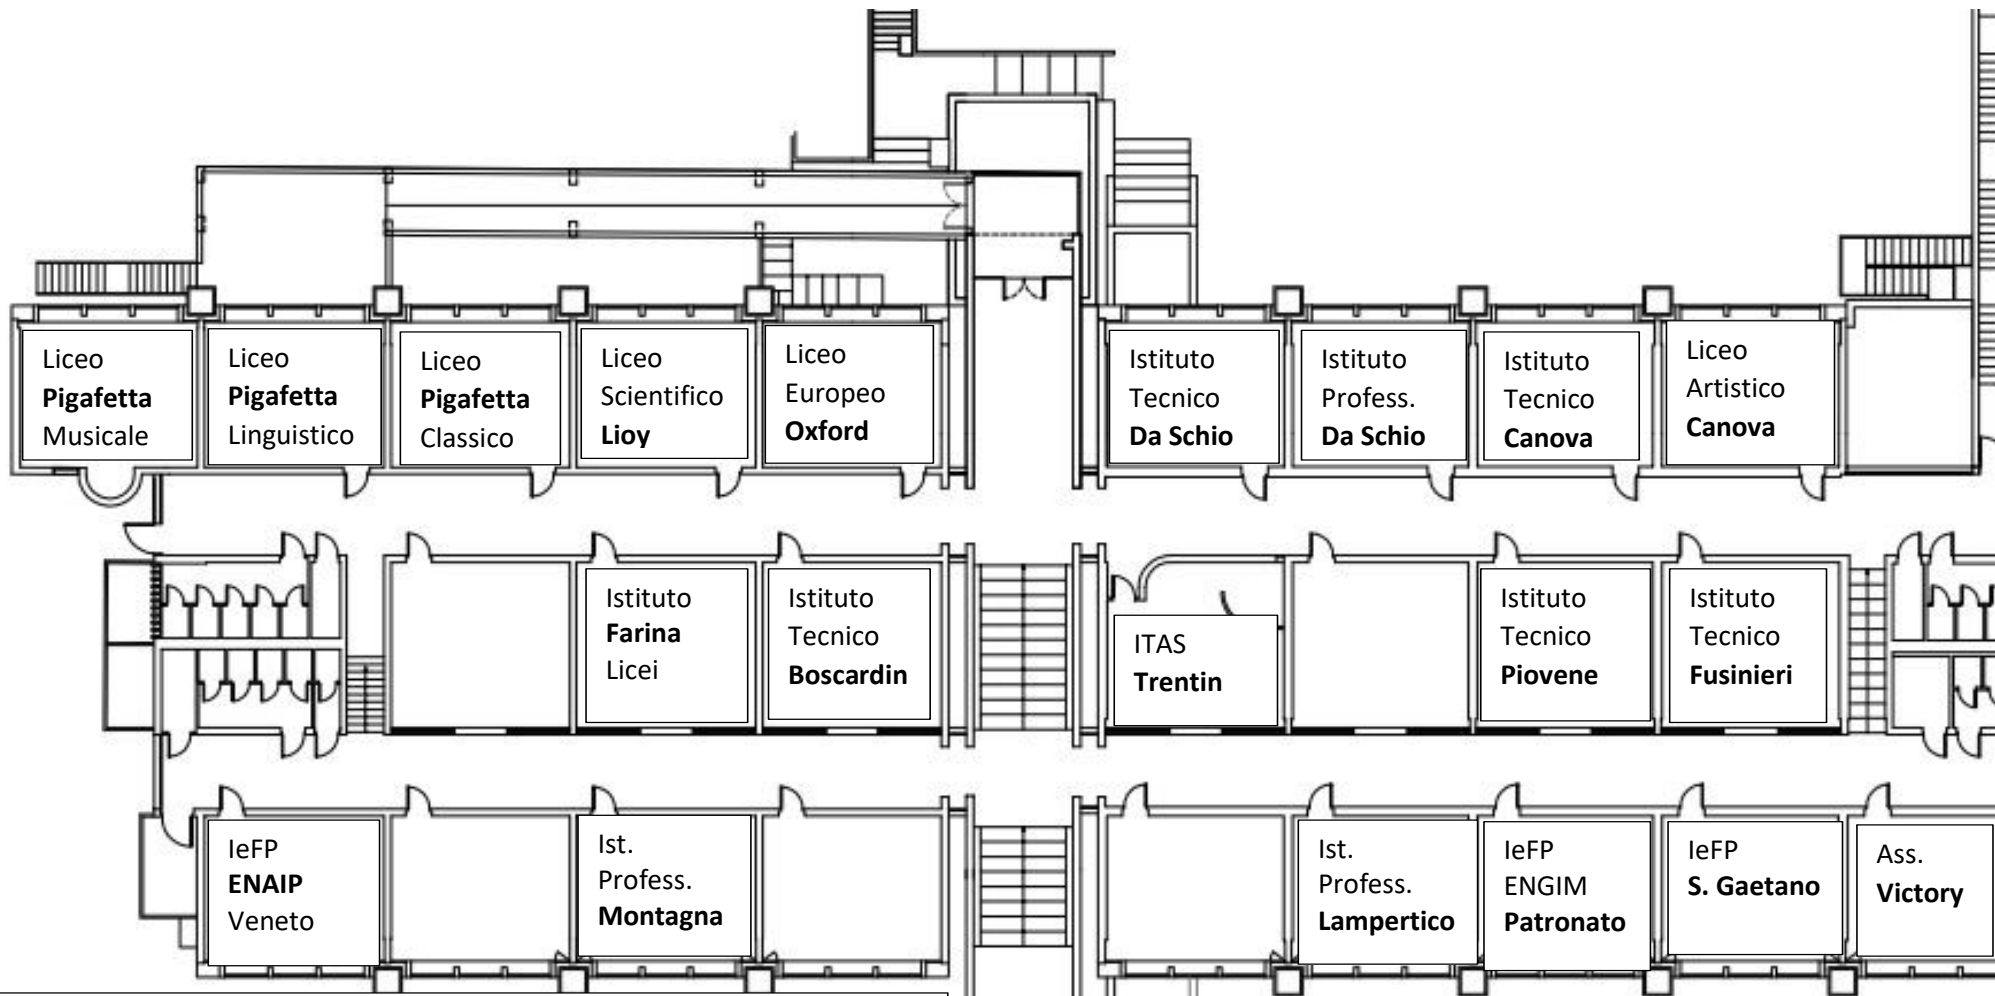 Liceo
Pigafetta
Musicale
Liceo
Pigafetta
Linguistico
Liceo
Pigafetta
Classico
Liceo
Scientifico
Lioy
Liceo
Europeo
Oxford
Istituto
Tecnico
Da Schio
Istituto
Profess.
Da Schio
Istituto
Tecnico
Canova
Liceo
Artistico
Canova
Istituto
Farina
Licei
Istituto
Tecnico
Boscardin
ITAS
Trentin
Istituto
Tecnico
Piovene
Istituto
Tecnico
Fusinieri
IeFP
ENAIP
Veneto
Ist.
Profess.
Montagna
Ist.
Profess.
Lampertico
IeFP
ENGIM
Patronato
IeFP
S. Gaetano
Ass.
Victory